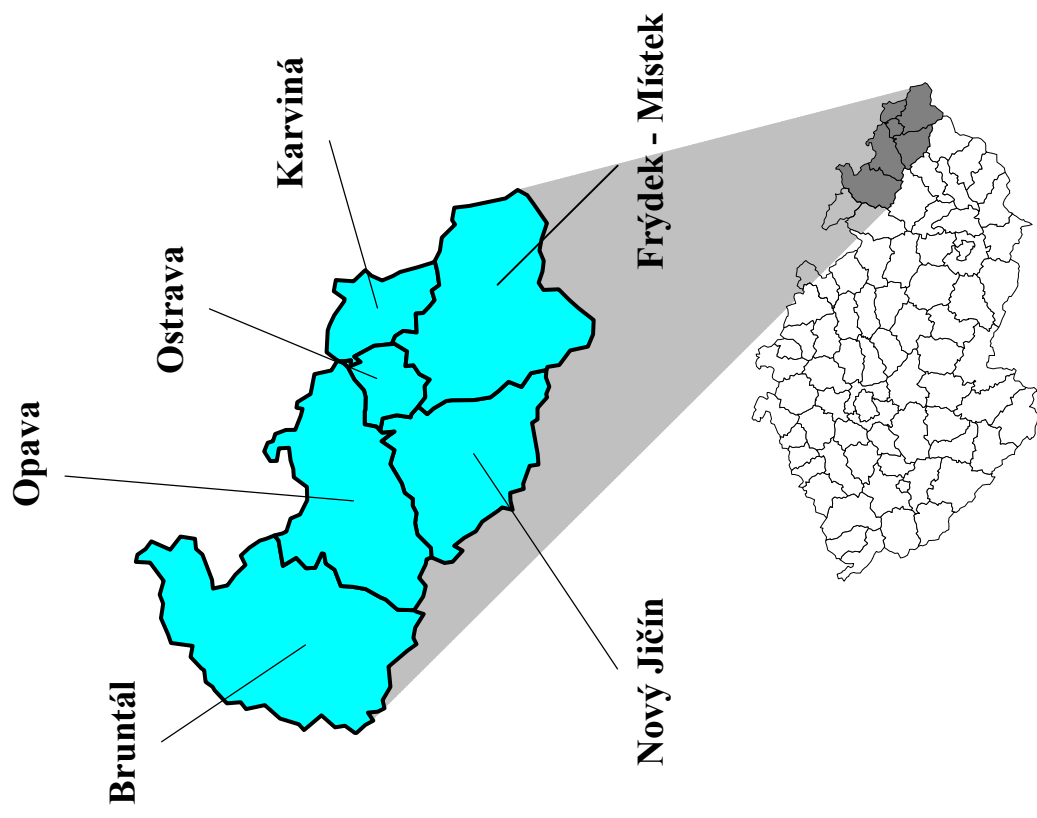 Opava
Ostrava
Karviná
Bruntál
Nový Jičín
Frýdek - Místek